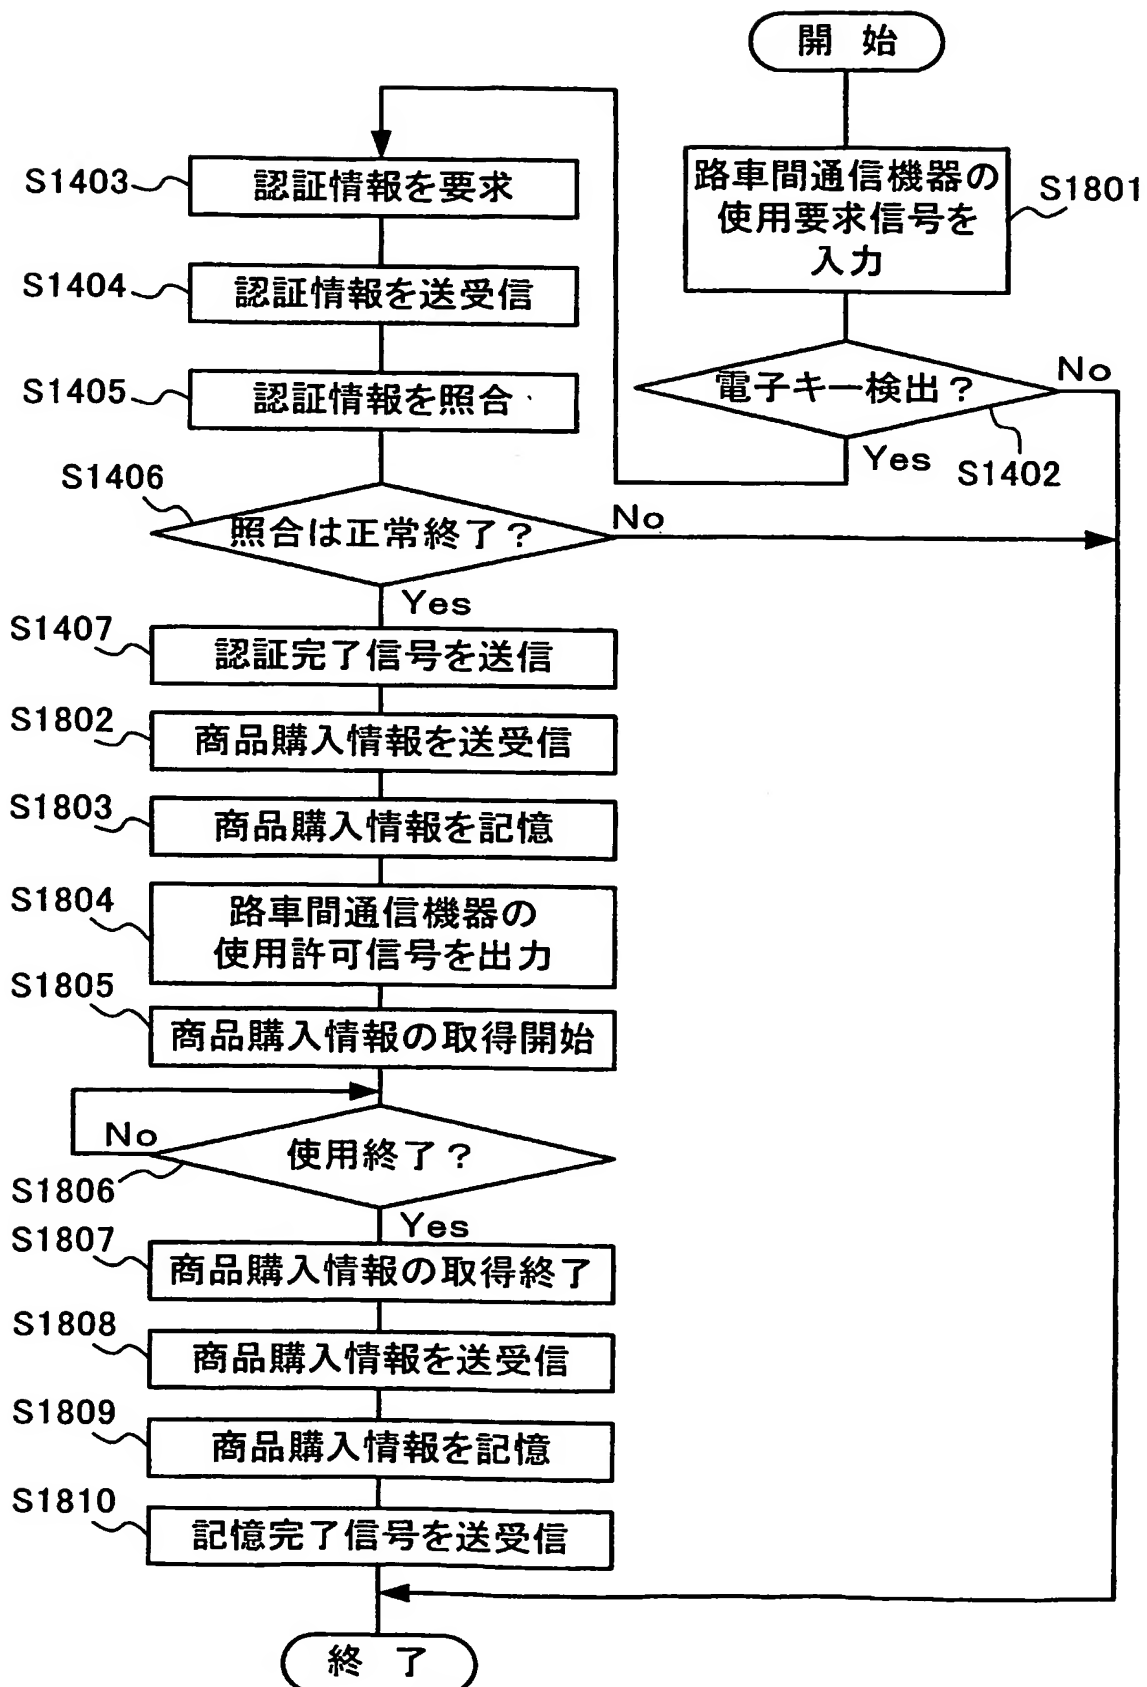 開 始
路車間通信機器の
使用要求信号を
入力
S1801
電子キー検出？
No
Yes
S1402
S1403
認証情報を要求
S1404
認証情報を送受信
S1405
認証情報を照合
S1406
照合は正常終了？
No
Yes
S1407
認証完了信号を送信
S1802
商品購入情報を送受信
S1803
商品購入情報を記憶
S1804
路車間通信機器の
使用許可信号を出力
S1805
商品購入情報の取得開始
No
使用終了？
S1806
Yes
S1807
商品購入情報の取得終了
S1808
商品購入情報を送受信
S1809
商品購入情報を記憶
S1810
記憶完了信号を送受信
終 了